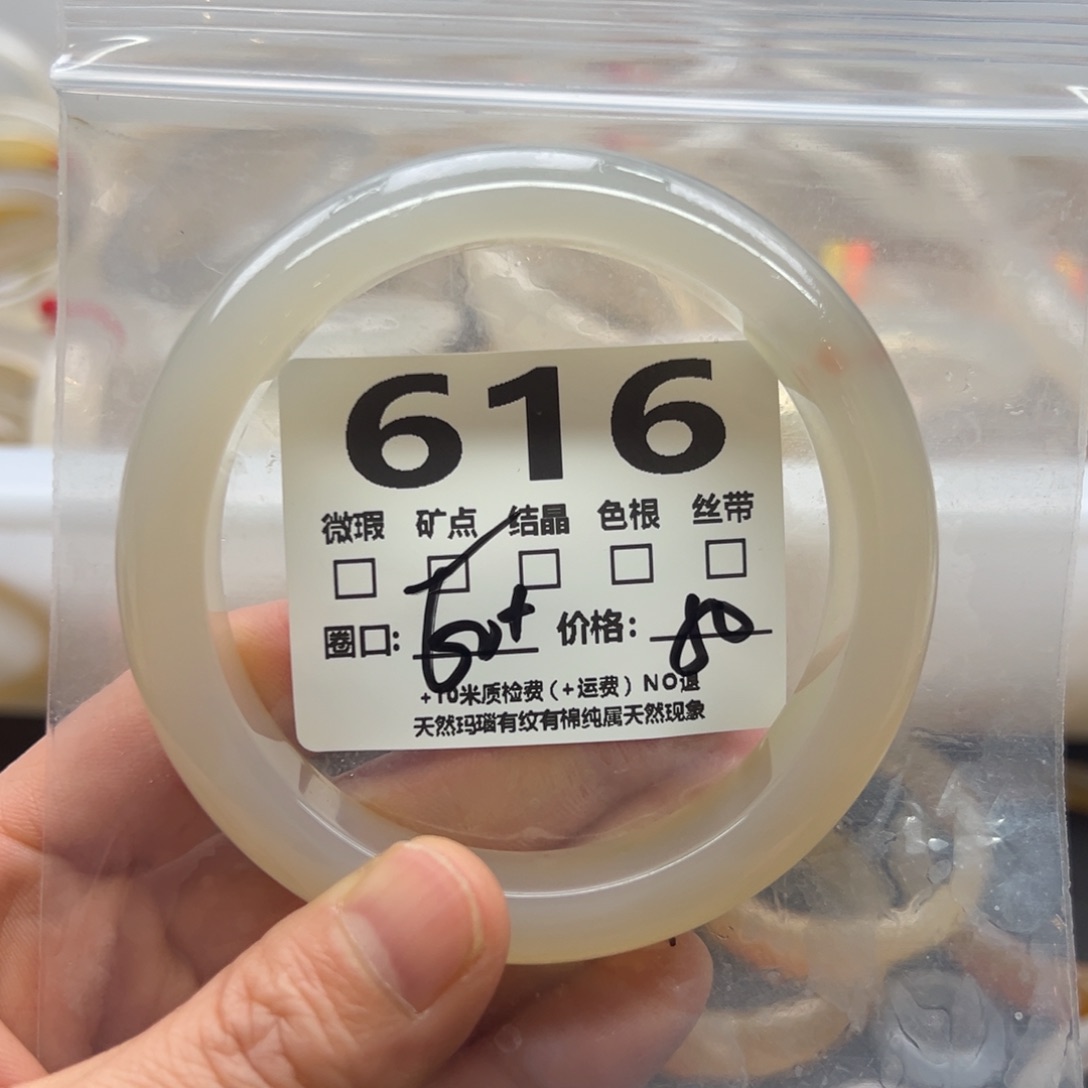 616
微瑕 矿点 结晶 色根 丝带
圈口: 60+ 价格: 80
+10米质检费(+运费) NO退
天然玛瑙有纹有棉纯属天然现象